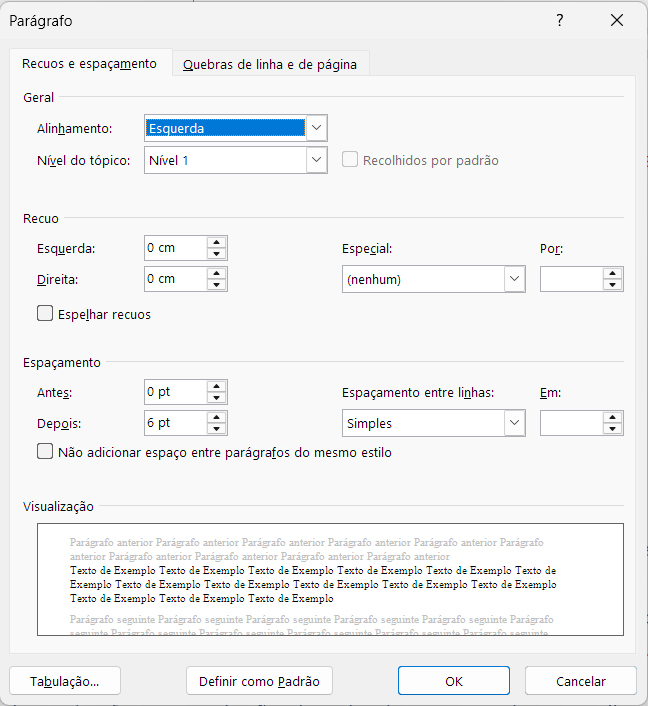 Parágrafo ?
Recuos e espaçamento Quebras de linha e de página
Geral
Alinhamento: Esquerda
Nível do tópico: Nível 1 Recolhidos por padrão
Recuo
Esquerda: 0 cm Especial: Por:
Direita: 0 cm (nenhum)
Espelhar recuos
Espaçamento
Antes: 0 pt Espaçamento entre linhas: Em:
Depois: 6 pt Simples
Não adicionar espaço entre parágrafos do mesmo estilo
Visualização
Parágrafo anterior Parágrafo anterior Parágrafo anterior Parágrafo anterior Parágrafo anterior Parágrafo
anterior Parágrafo anterior Parágrafo anterior Parágrafo anterior Parágrafo anterior
Texto de Exemplo Texto de Exemplo Texto de Exemplo Texto de Exemplo Texto de Exemplo Texto de
Exemplo Texto de Exemplo Texto de Exemplo Texto de Exemplo Texto de Exemplo Texto de Exemplo
Texto de Exemplo Texto de Exemplo Texto de Exemplo
Parágrafo seguinte Parágrafo seguinte Parágrafo seguinte Parágrafo seguinte Parágrafo seguinte Parágrafo
seguinte Parágrafo seguinte Parágrafo seguinte Parágrafo seguinte Parágrafo seguinte Parágrafo seguinte
Tabulação... Definir como Padrão OK Cancelar